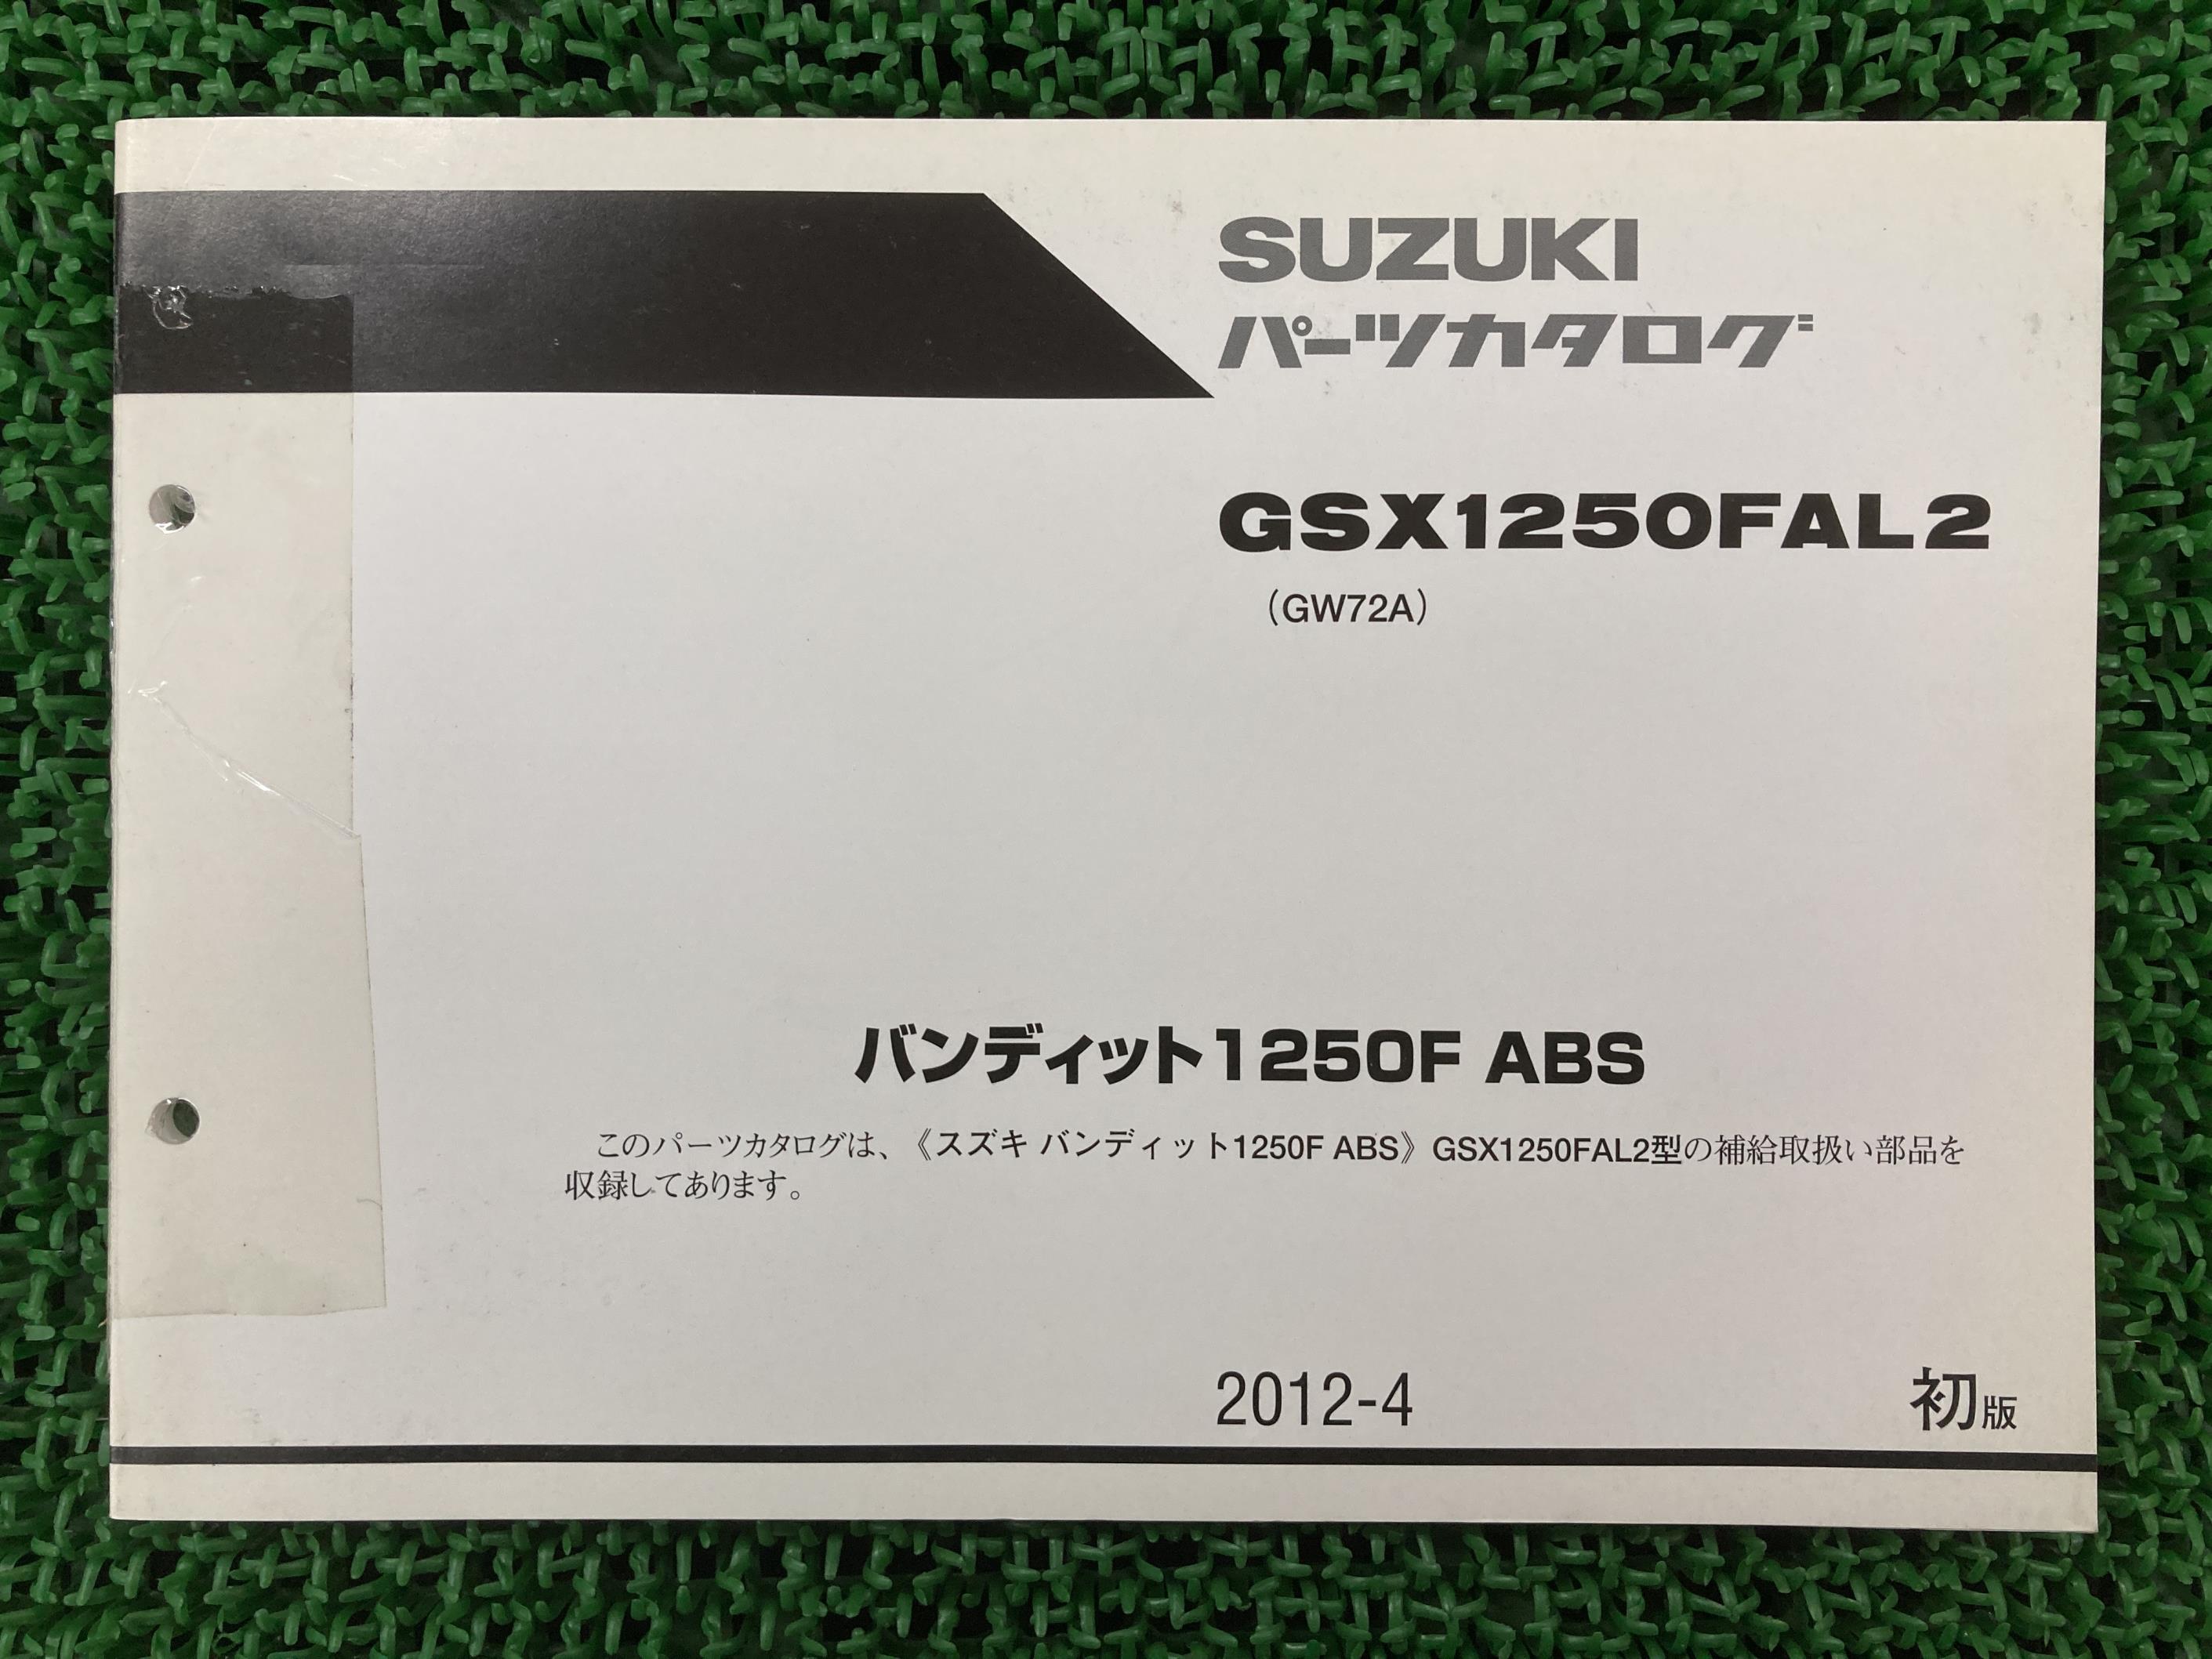 SUZUKI
パーツカタログ
GSX1250FAL2
(GW72A)
バンディット1250F ABS
このパーツカタログは、《スズキ バンディット1250F ABS》GSX1250FAL2型の補給取扱い部品を
収録してあります。
2012-4 初版